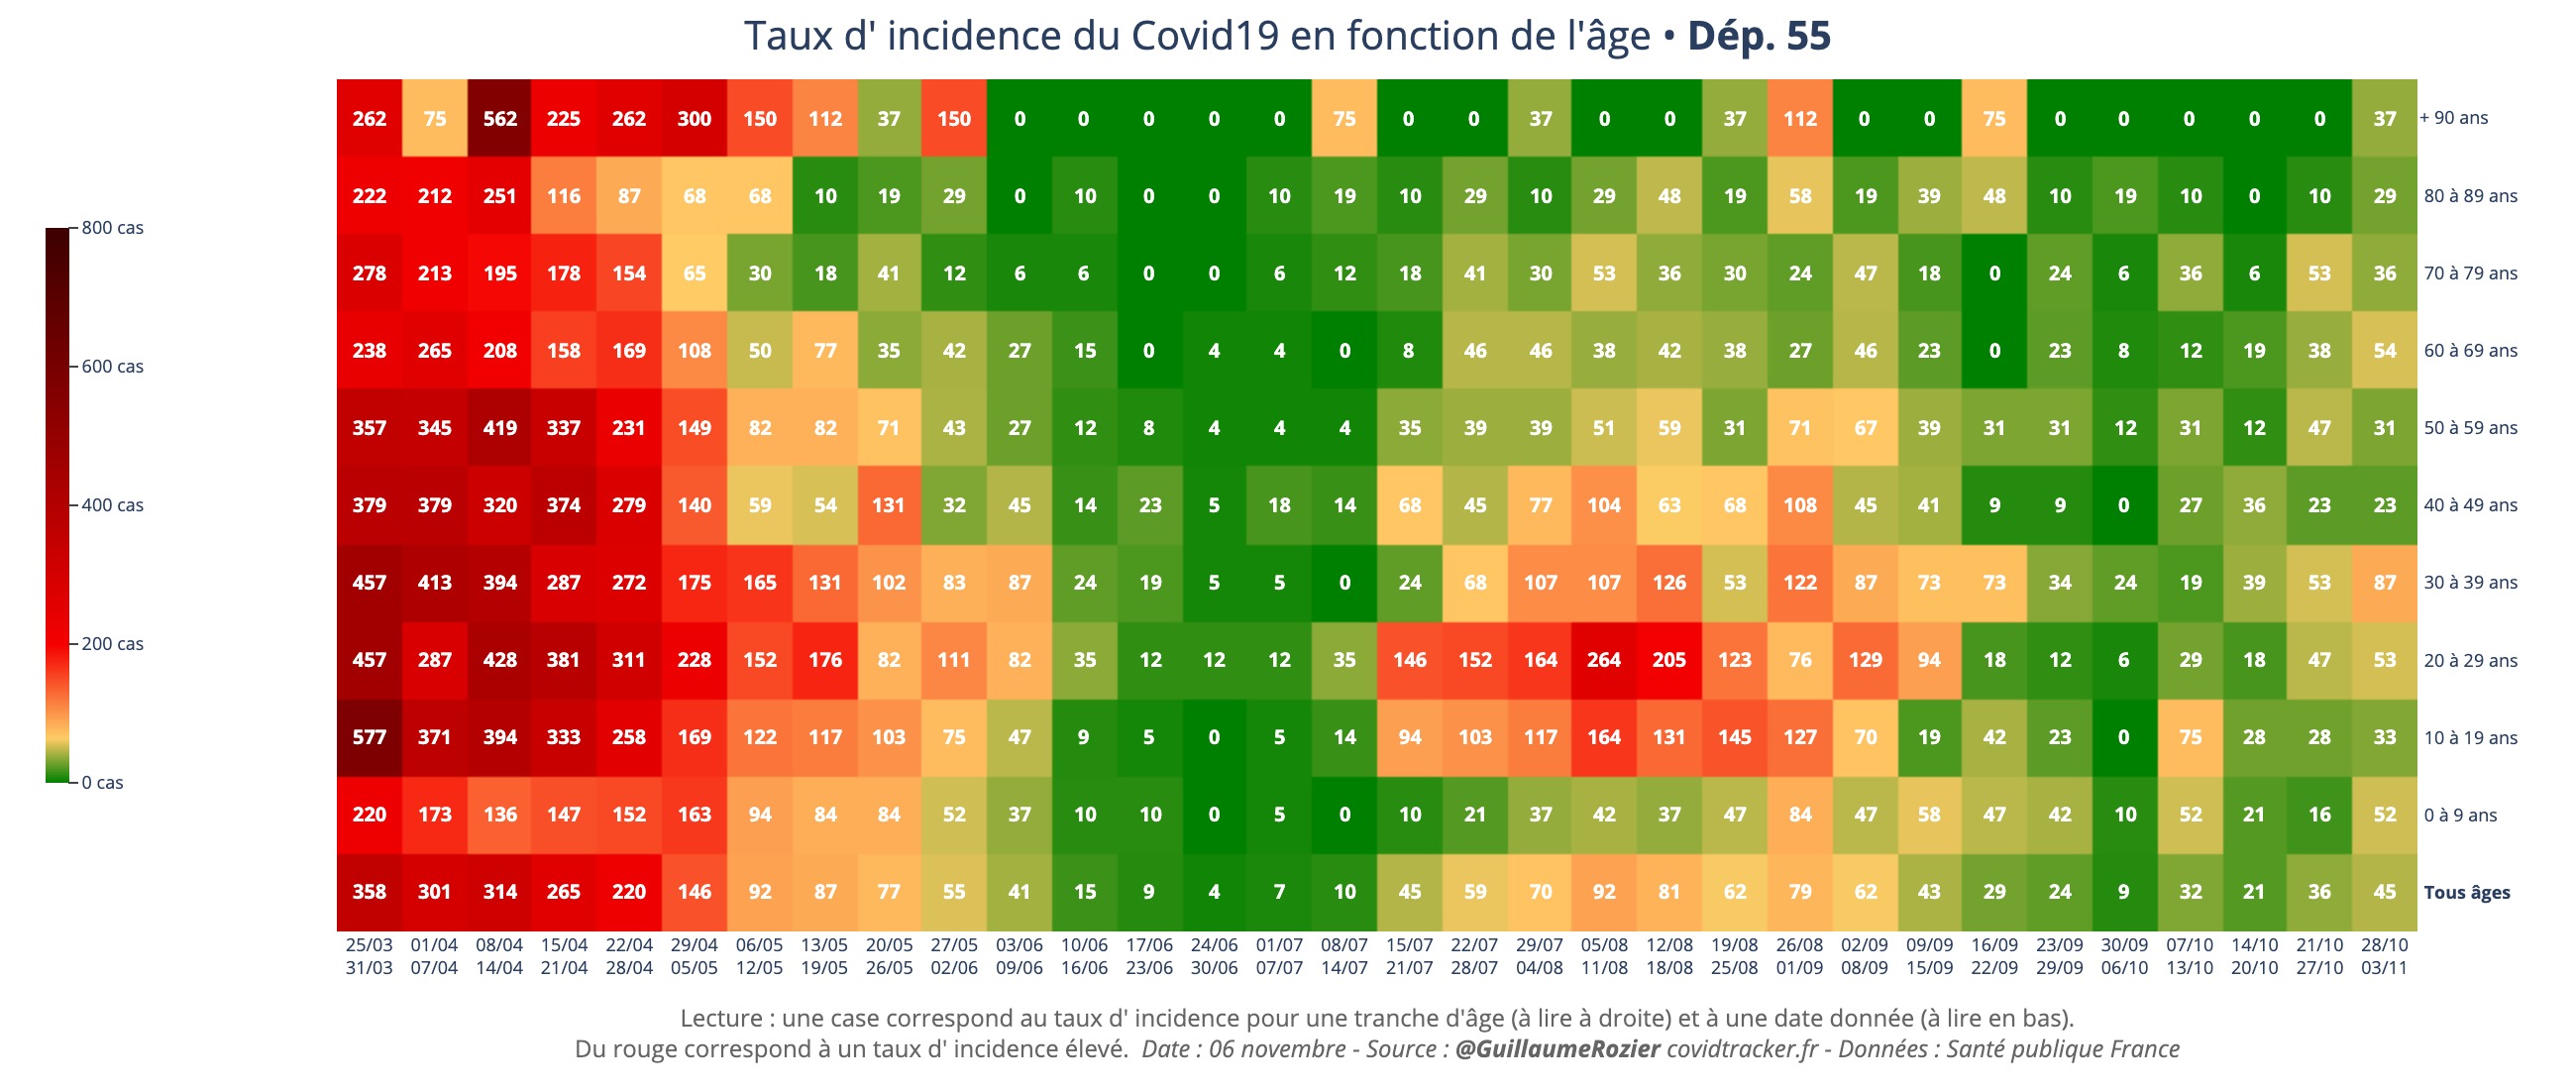 Taux d' incidence du Covid19 en fonction de l'âge • Dép. 55
800 cas
600 cas
400 cas
200 cas
0 cas
262 75 562 225 262 300 150 112 37 150 0 0 0 0 0 75 0 0 37 0 0 37 112 0 0 75 0 0 0 0 0 37 + 90 ans
222 212 251 116 87 68 68 10 19 29 0 10 0 0 10 19 10 29 10 29 48 19 58 19 39 48 10 19 10 0 10 29 80 à 89 ans
278 213 195 178 154 65 30 18 41 12 6 6 0 0 6 12 18 41 30 53 36 30 24 47 18 0 24 6 36 6 53 36 70 à 79 ans
238 265 208 158 169 108 50 77 35 42 27 15 0 4 4 0 8 46 46 38 42 38 27 46 23 0 23 8 12 19 38 54 60 à 69 ans
357 345 419 337 231 149 82 82 71 43 27 12 8 4 4 4 35 39 39 51 59 31 71 67 39 31 31 12 31 12 47 31 50 à 59 ans
379 379 320 374 279 140 59 54 131 32 45 14 23 5 18 14 68 45 77 104 63 68 108 45 41 9 9 0 27 36 23 23 40 à 49 ans
457 413 394 287 272 175 165 131 102 83 87 24 19 5 5 0 24 68 107 107 126 53 122 87 73 73 34 24 19 39 53 87 30 à 39 ans
457 287 428 381 311 228 152 176 82 111 82 35 12 12 12 35 146 152 164 264 205 123 76 129 94 18 12 6 29 18 47 53 20 à 29 ans
577 371 394 333 258 169 122 117 103 75 47 9 5 0 5 14 94 103 117 164 131 145 127 70 19 42 23 0 75 28 28 33 10 à 19 ans
220 173 136 147 152 163 94 84 84 52 37 10 10 0 5 0 10 21 37 42 37 47 84 47 58 47 42 10 52 21 16 52 0 à 9 ans
358 301 314 265 220 146 92 87 77 55 41 15 9 4 7 10 45 59 70 92 81 62 79 62 43 29 24 9 32 21 36 45 Tous âges
25/03 01/04 08/04 15/04 22/04 29/04 06/05 13/05 20/05 27/05 03/06 10/06 17/06 24/06 01/07 08/07 15/07 22/07 29/07 05/08 12/08 19/08 26/08 02/09 09/09 16/09 23/09 30/09 07/10 14/10 21/10 28/10
31/03 07/04 14/04 21/04 28/04 05/05 12/05 19/05 26/05 02/06 09/06 16/06 23/06 30/06 07/07 14/07 21/07 28/07 04/08 11/08 18/08 25/08 01/09 08/09 15/09 22/09 29/09 06/10 13/10 20/10 27/10 03/11
Lecture : une case correspond au taux d' incidence pour une tranche d'âge (à lire à droite) et à une date donnée (à lire en bas).
Du rouge correspond à un taux d' incidence élevé. Date : 06 novembre - Source : @GuillaumeRozier covidtracker.fr - Données : Santé publique France